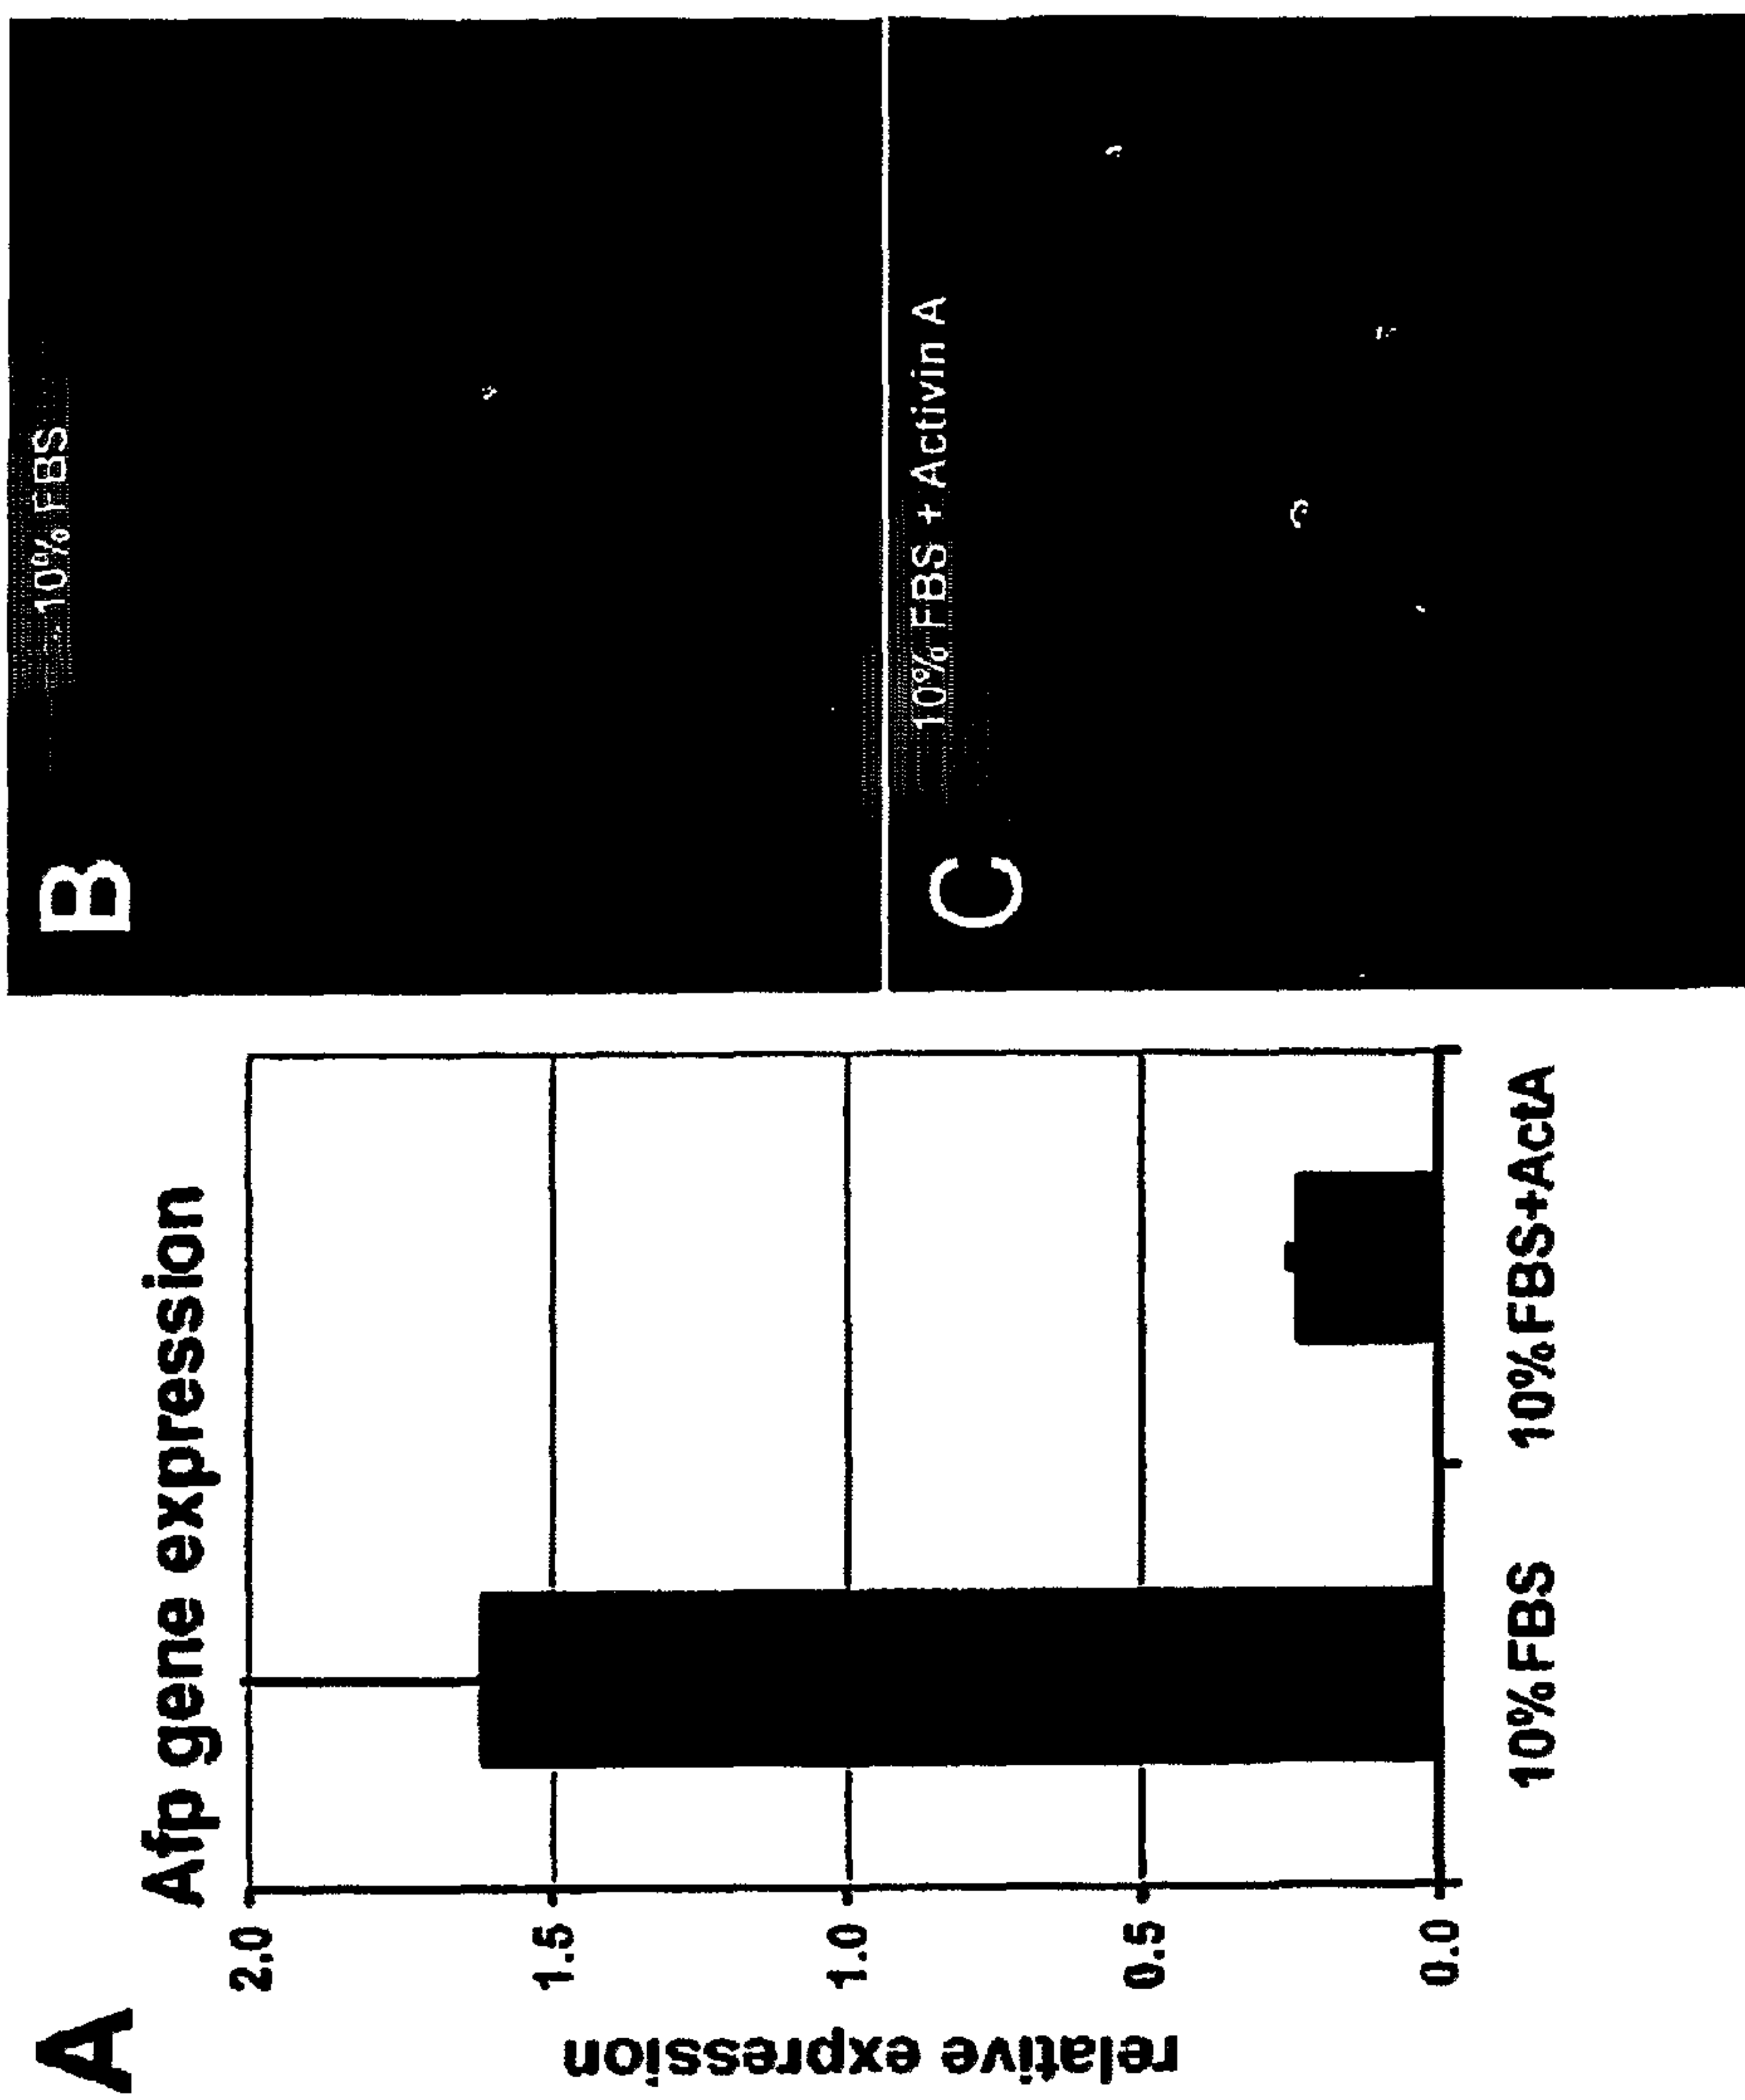 A
Afp gene expression
relative expression
2.0
1.5
1.0
0.5
0.0
10%FBS
10%FBS+ActA
B
10% FBS
C
10% FBS + Activin A